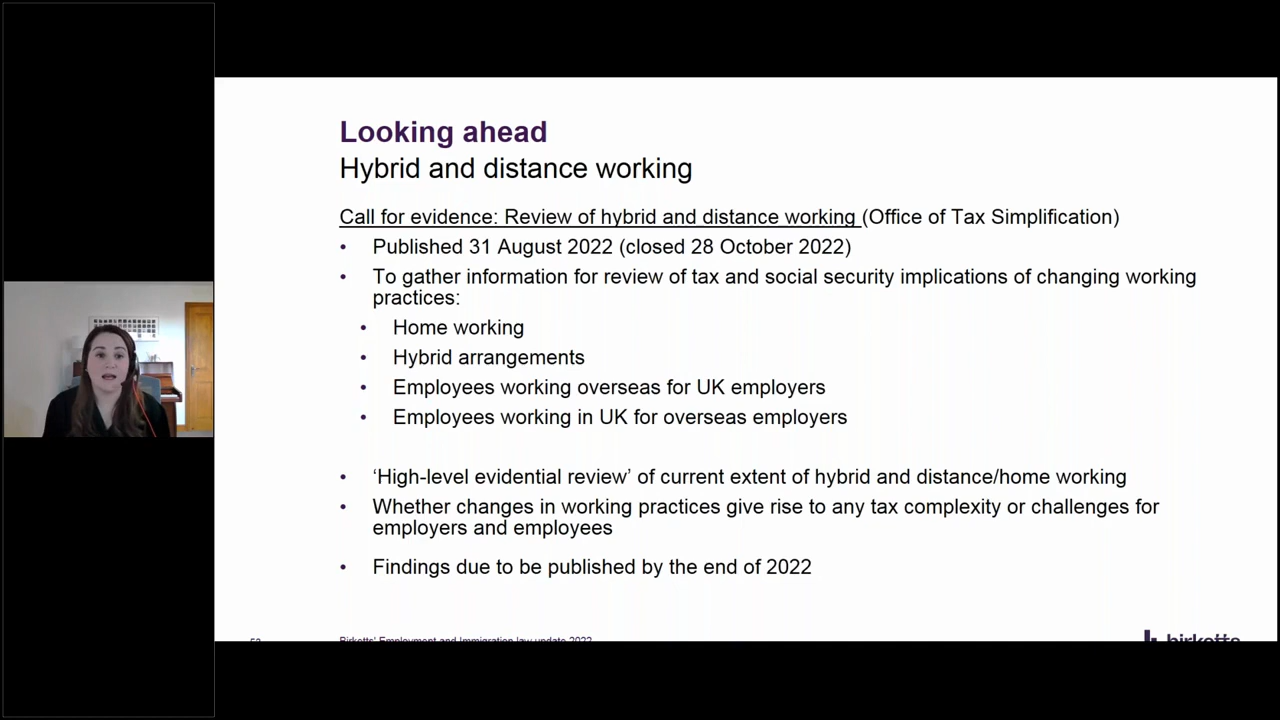 Looking ahead
Hybrid and distance working
Call for evidence: Review of hybrid and distance working (Office of Tax Simplification)
• Published 31 August 2022 (closed 28 October 2022)
• To gather information for review of tax and social security implications of changing working
practices:
• Home working
• Hybrid arrangements
• Employees working overseas for UK employers
• Employees working in UK for overseas employers
• ‘High-level evidential review’ of current extent of hybrid and distance/home working
• Whether changes in working practices give rise to any tax complexity or challenges for
employers and employees
• Findings due to be published by the end of 2022
Birketts' Employment and Immigration law update 2022
birketts